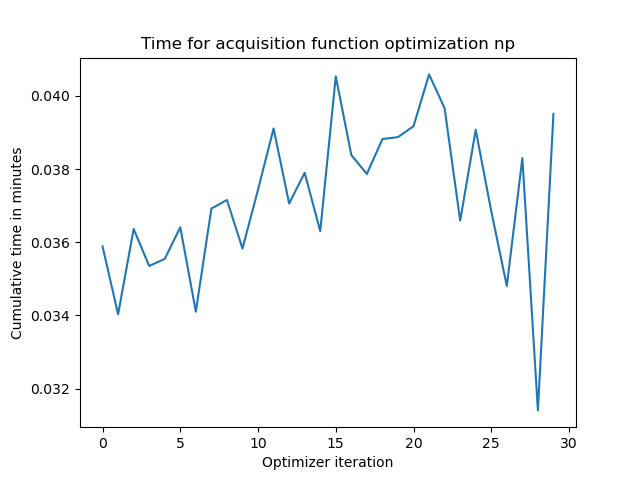 Time for acquisition function optimization np
Cumulative time in minutes
0.040
0.038
0.036
0.034
0.032
0 5 10 15 20 25 30
Optimizer iteration